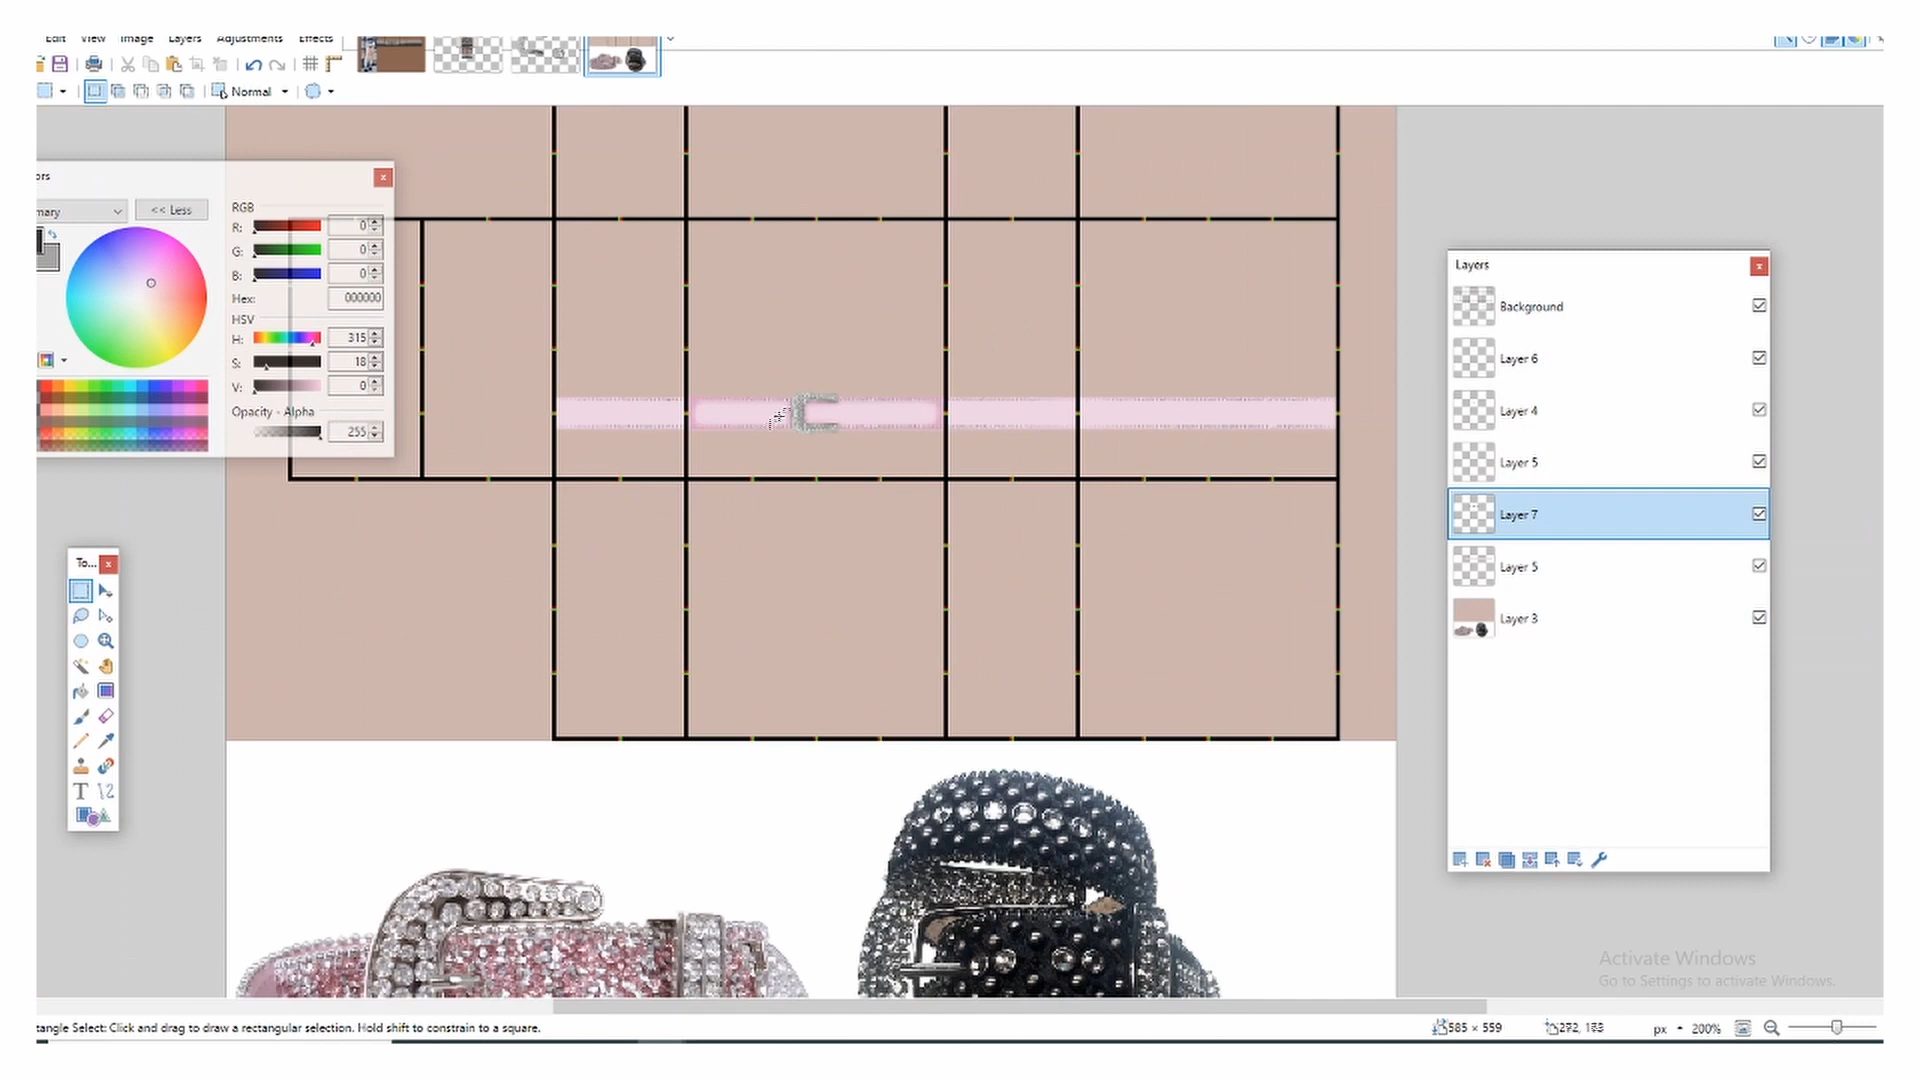 Edit View Image Layers Adjustments Effects
Normal
ors
mary << Less
RGB
R: 0
G: 0
B: 0
Hex: 000000
HSV
H: 315
S: 18
V: 0
Opacity - Alpha
255
To...
T
Layers
Background
Layer 6
Layer 4
Layer 5
Layer 7
Layer 5
Layer 3
Activate Windows
Go to Settings to activate Windows.
tangle Select: Click and drag to draw a rectangular selection. Hold shift to constrain to a square.
585 × 559
px 200%